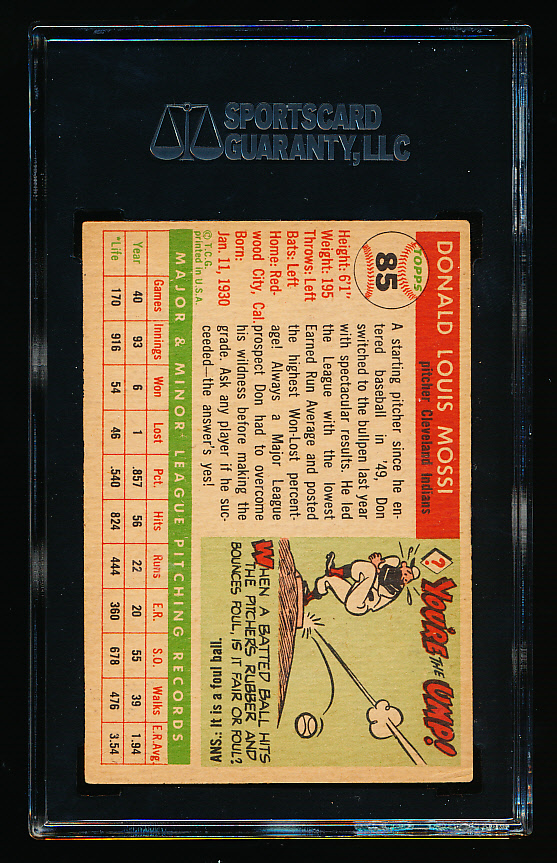 SPORTSCARD
GUARANTY, LLC
TOPPS
85
DONALD LOUIS MOSSI
pitcher Cleveland Indians
Height: 6'1"
Weight: 195
Throws: Left
Bats: Left
Home: Red-
wood City, Cal.
Born:
Jan. 11, 1930
© T. C. G.
printed in U.S.A.
A starting pitcher since he en-
tered baseball in '49, Don
switched to the bullpen last year
with spectacular results. He led
the League with the lowest
Earned Run Average and posted
the highest Won-Lost percent-
age! Always a Major League
prospect Don had to overcome
his wildness before making the
grade. Ask any player if he suc-
ceeded—the answer's yes!
? YOU'RE THE UMP!
WHEN A BATTED BALL HITS
THE PITCHER'S RUBBER AND
BOUNCES FOUL, IS IT FAIR OR FOUL?
ANS: It is a foul ball.
MAJOR & MINOR LEAGUE PITCHING RECORDS
Games Innings Won Lost Pct. Hits Runs E.R. S.O. Walks E.R.Avg.
Year 40 93 6 1 .857 56 22 20 55 39 1.94
*Life 170 916 54 46 .540 824 444 360 678 476 3.54